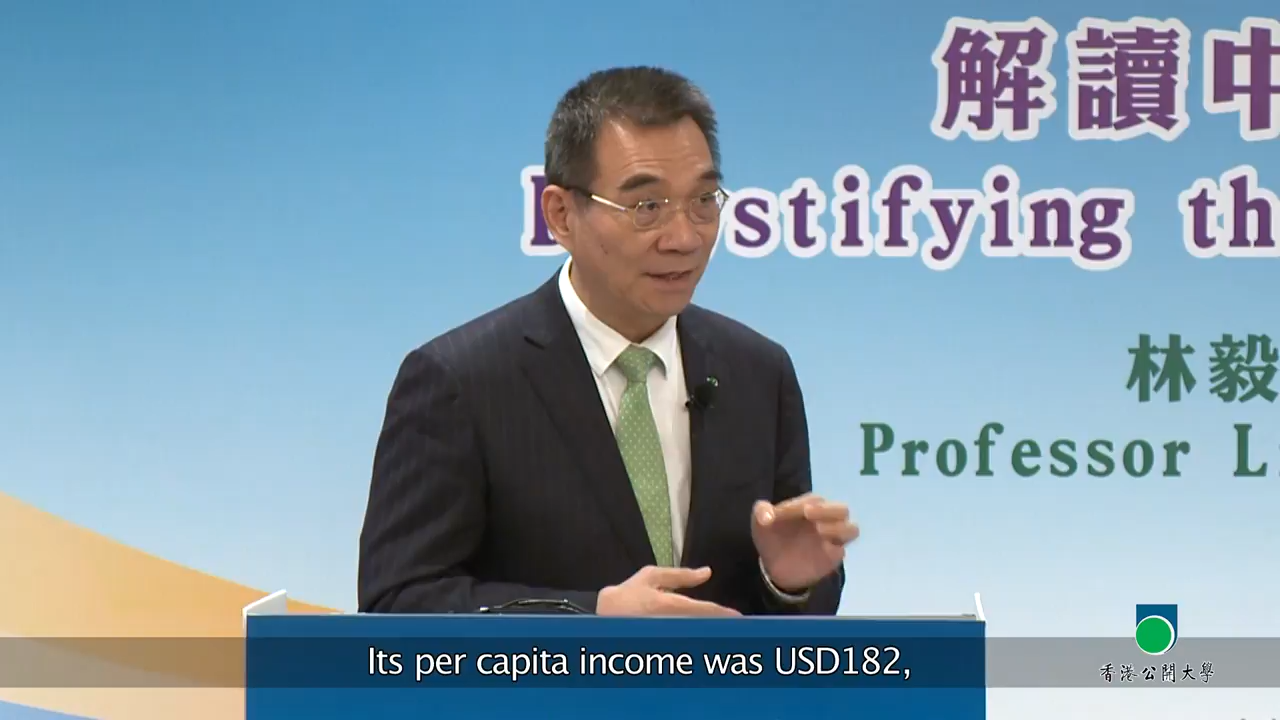 解讀中
stifying th
林毅
Professor L
Its per capita income was USD182,
香港公開大學